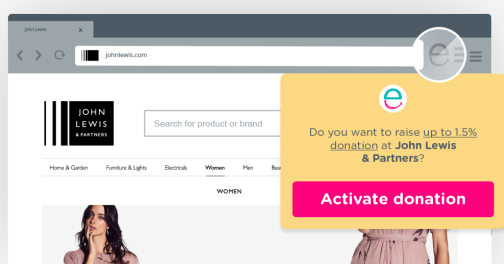 John Lewis
johnlewis.com
JOHN
LEWIS
& PARTNERS
Search for product or brand
Home & Garden Furniture & Lights Electricals Women Men
WOMEN
e
Do you want to raise up to 1.5%
donation at John Lewis
& Partners?
Activate donation